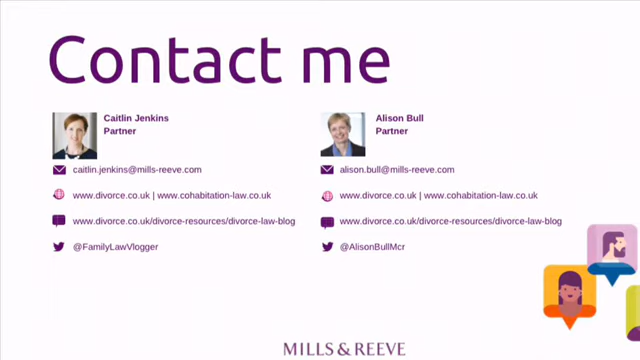 Contact me
Caitlin Jenkins
Partner
caitlin.jenkins@mills-reeve.com
www.divorce.co.uk | www.cohabitation-law.co.uk
www.divorce.co.uk/divorce-resources/divorce-law-blog
@FamilyLawVlogger
Alison Bull
Partner
alison.bull@mills-reeve.com
www.divorce.co.uk | www.cohabitation-law.co.uk
www.divorce.co.uk/divorce-resources/divorce-law-blog
@AlisonBullMcr
MILLS & REEVE